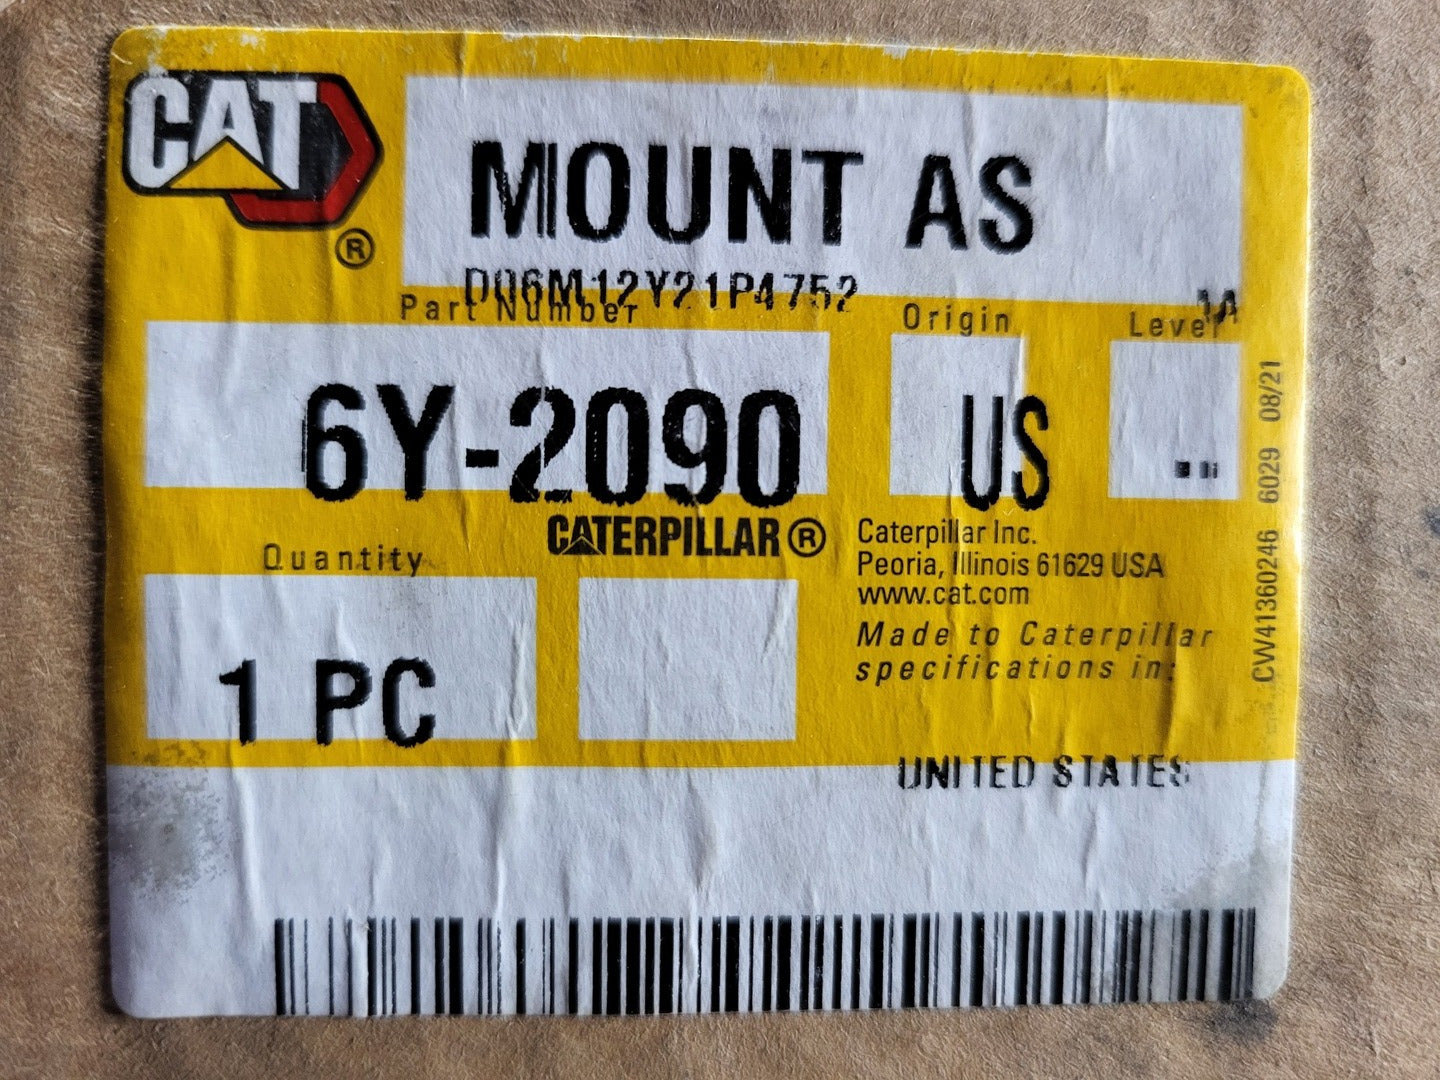 CAT
®
MOUNT AS
D06M12Y21P4752
1A
Part Number
Origin
Level
6Y-2090
US
CATERPILLAR®
Caterpillar Inc.
Peoria, Illinois 61629 USA
www.cat.com
Made to Caterpillar
specifications in:
Quantity
1 PC
UNITED STATES
CW41360246 6029 08/21